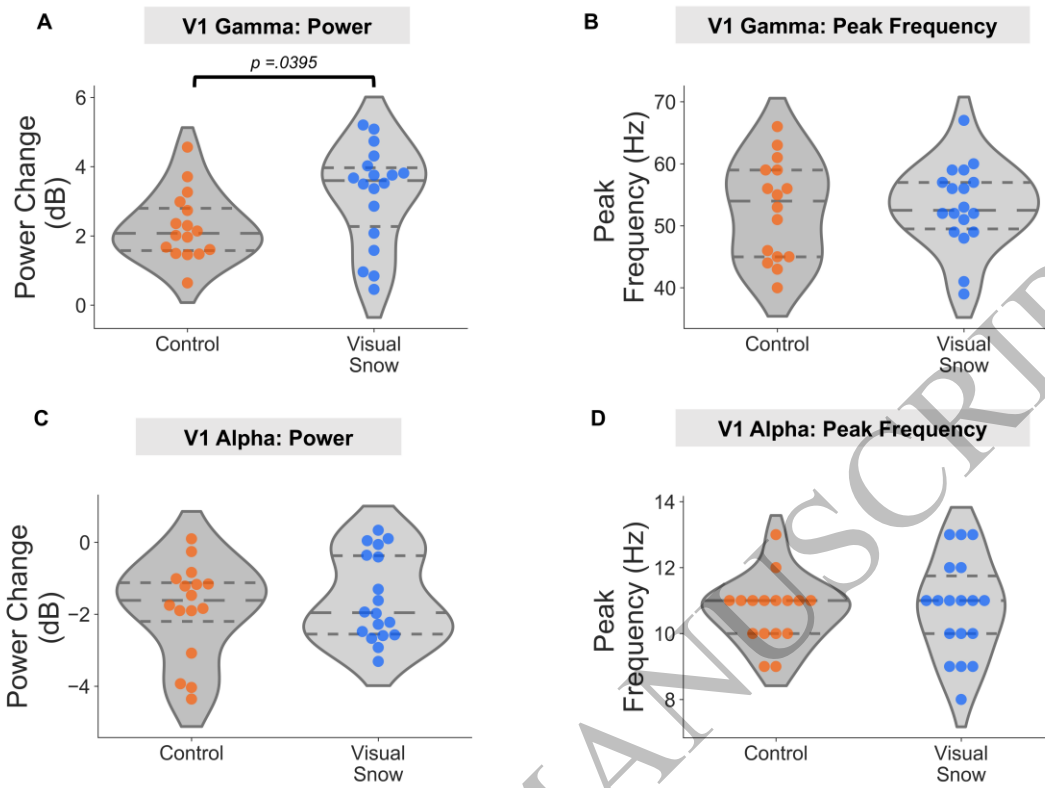 A
V1 Gamma: Power
p =.0395
Power Change
(dB)
6
4
2
0
Control
Visual
Snow
B
V1 Gamma: Peak Frequency
Peak
Frequency (Hz)
70
60
50
40
Control
Visual
Snow
C
V1 Alpha: Power
Power Change
(dB)
0
−2
−4
Control
Visual
Snow
D
V1 Alpha: Peak Frequency
Peak
Frequency (Hz)
14
12
10
8
Control
Visual
Snow